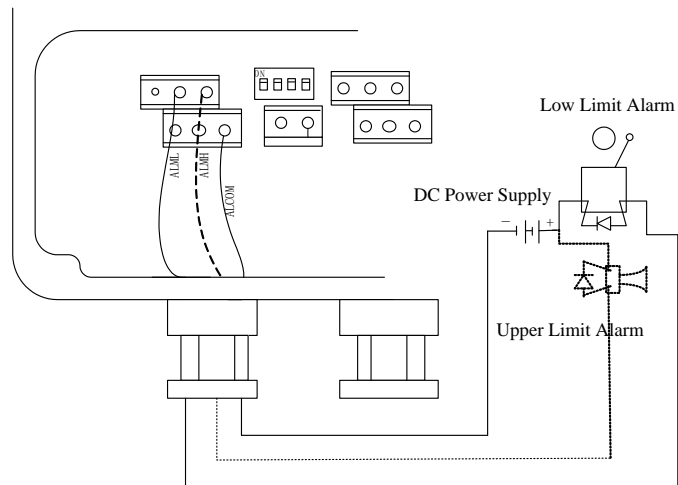 ON
Low Limit Alarm
ALML
ALMH
ALCOM
DC Power Supply
− +
Upper Limit Alarm